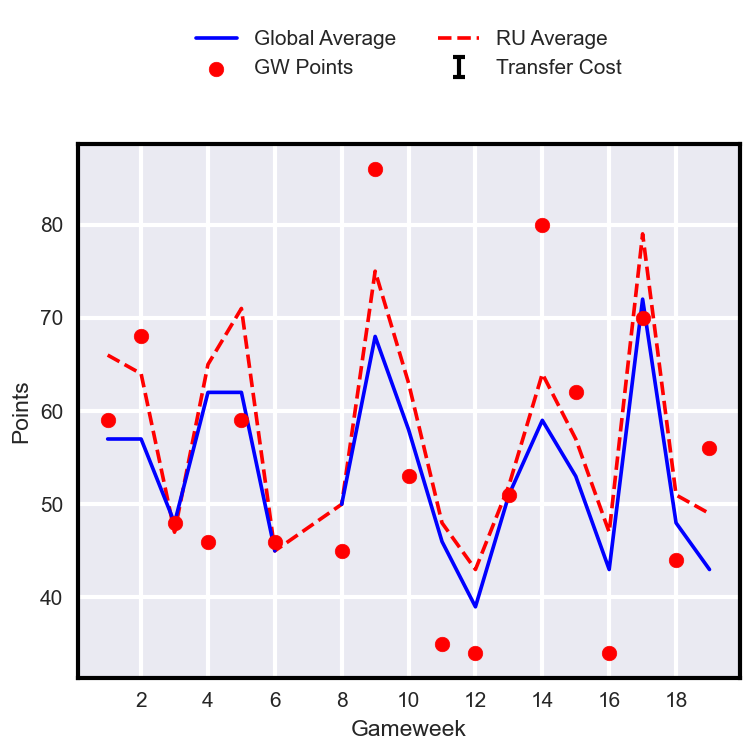 Global Average RU Average
GW Points Transfer Cost
80
70
60
50
40
Points
2 4 6 8 10 12 14 16 18
Gameweek